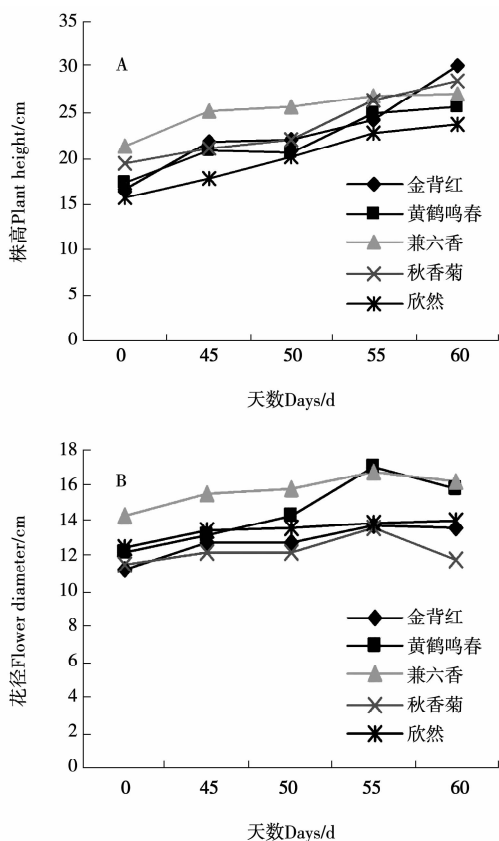 35
30
25
20
15
10
5
0
A
株高Plant height/cm
金背红
黄鹤鸣春
兼六香
秋香菊
欣然
0 45 50 55 60
天数Days/d
18
16
14
12
10
8
6
4
2
0
B
花径Flower diameter/cm
金背红
黄鹤鸣春
兼六香
秋香菊
欣然
0 45 50 55 60
天数Days/d